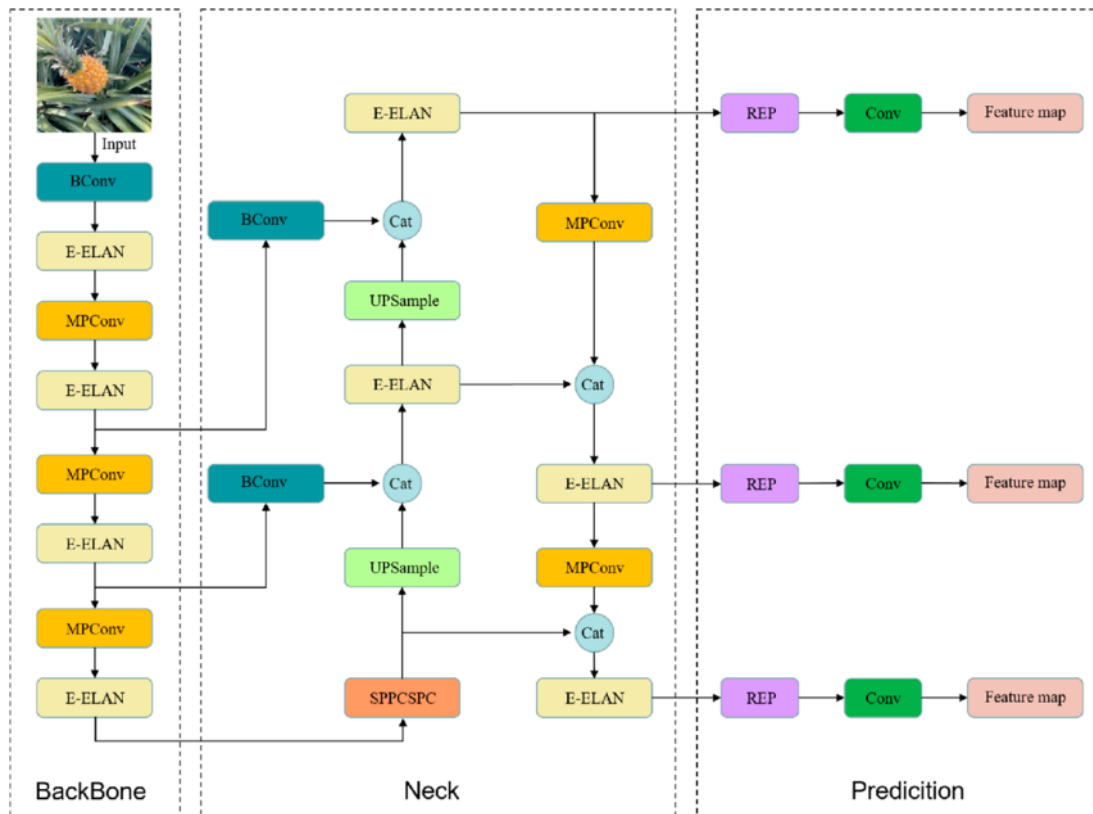 Input
BConv
E-ELAN
MPConv
E-ELAN
MPConv
E-ELAN
MPConv
E-ELAN
BackBone
E-ELAN
BConv
Cat
MPConv
UPSample
E-ELAN
Cat
BConv
Cat
E-ELAN
UPSample
MPConv
Cat
SPPCSPC
E-ELAN
Neck
REP
Conv
Feature map
REP
Conv
Feature map
REP
Conv
Feature map
Predicition